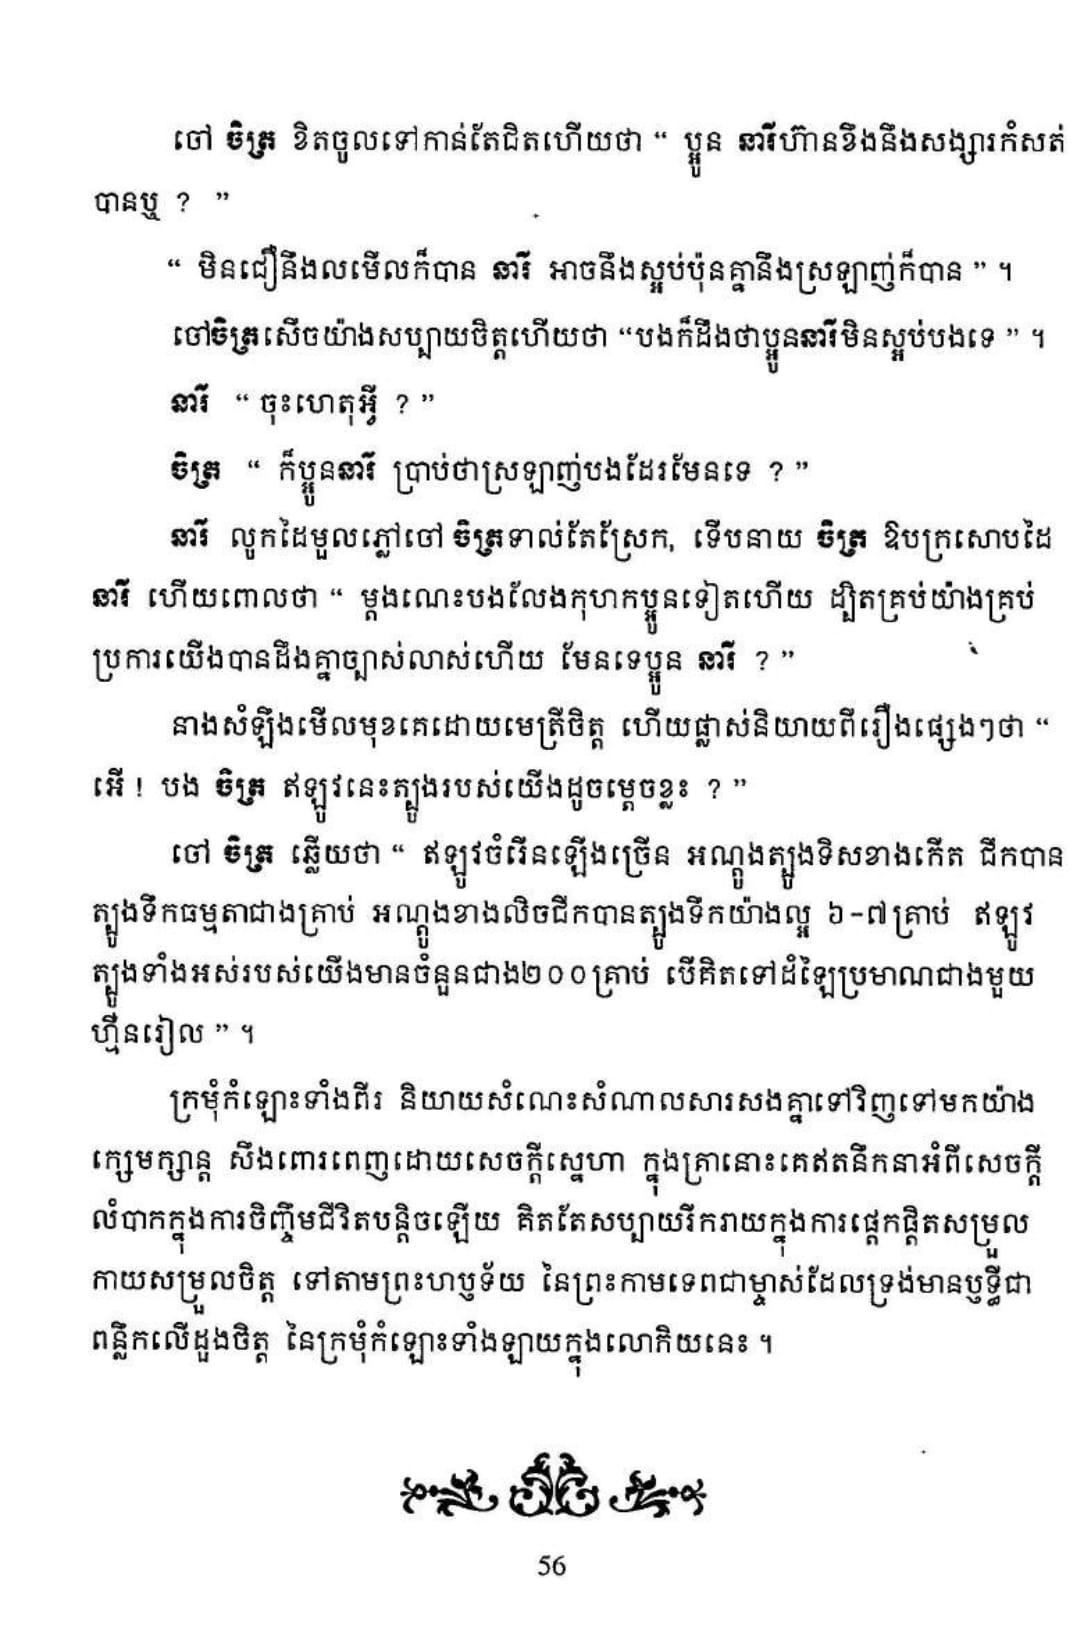 ចៅ ចិត្រ ខិតចូលទៅកាន់តែជិតហើយថា “ ប្អូន នារីហ៊ានខឹងនឹងសង្សារកំសត់
បានឬ ? ”
“ មិនជឿនឹងលមើលក៏បាន នារី អាចនឹងស្អប់ប៉ុនគ្នានឹងស្រឡាញ់ក៏បាន ” ។
ចៅចិត្រសើចយ៉ាងសប្បាយចិត្តហើយថា “បងក៏ដឹងថាប្អូននារីមិនស្អប់បងទេ ” ។
នារី “ ចុះហេតុអ្វី ? ”
ចិត្រ “ ក៏ប្អូននារី ប្រាប់ថាស្រឡាញ់បងដែរមែនទេ ? ”
នារី លូកដៃមួលភ្លៅចៅ ចិត្រទាល់តែស្រែក, ទើបនាយ ចិត្រ ឱបក្រសោបដៃ
នារី ហើយពោលថា “ ម្តងណេះបងលែងកុហកប្អូនទៀតហើយ ដ្បិតគ្រប់យ៉ាងគ្រប់
ប្រការយើងបានដឹងគ្នាច្បាស់លាស់ហើយ មែនទេប្អូន នារី ? ”
នាងសំឡឹងមើលមុខគេដោយមេត្រីចិត្ត ហើយផ្លាស់និយាយពីរឿងផ្សេងៗថា “
អើ ! បង ចិត្រ ឥឡូវនេះត្បូងរបស់យើងដូចម្តេចខ្លះ ? ”
ចៅ ចិត្រ ឆ្លើយថា “ ឥឡូវចំរើនឡើងច្រើន អណ្តូងត្បូងទិសខាងកើត ជីកបាន
ត្បូងទឹកធម្មតាជាងគ្រាប់ អណ្តូងខាងលិចជីកបានត្បូងទឹកយ៉ាងល្អ ៦-៧គ្រាប់ ឥឡូវ
ត្បូងទាំងអស់របស់យើងមានចំនួនជាង២០០គ្រាប់ បើគិតទៅដំឡៃប្រមាណជាងមួយ
ហ្មឺនរៀល ” ។
ក្រមុំកំឡោះទាំងពីរ និយាយសំណេះសំណាលសារសងគ្នាទៅវិញទៅមកយ៉ាង
ក្សេមក្សាន្ត សឹងពោរពេញដោយសេចក្តីស្នេហា ក្នុងគ្រានោះគេឥតនឹកនាអំពីសេចក្តី
លំបាកក្នុងការចិញ្ចឹមជីវិតបន្តិចឡើយ គិតតែសប្បាយរីករាយក្នុងការផ្តេកផ្តិតសម្រួល
កាយសម្រួលចិត្ត ទៅតាមព្រះហឫទ័យ នៃព្រះកាមទេពជាម្ចាស់ដែលទ្រង់មានឫទ្ធីជា
ពន្លឹកលើដួងចិត្ត នៃក្រមុំកំឡោះទាំងឡាយក្នុងលោកិយនេះ ។
56